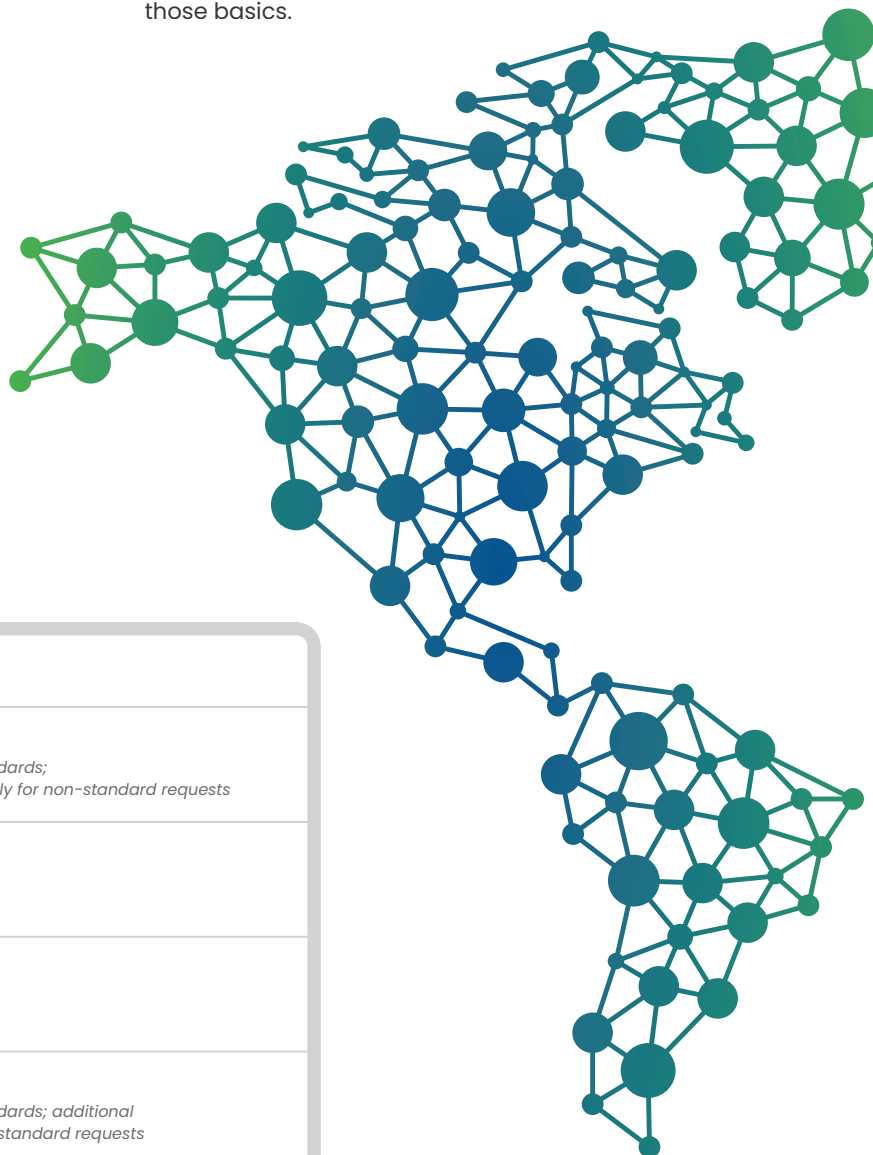 those basics.
dards;
ly for non-standard requests
dards; additional
standard requests